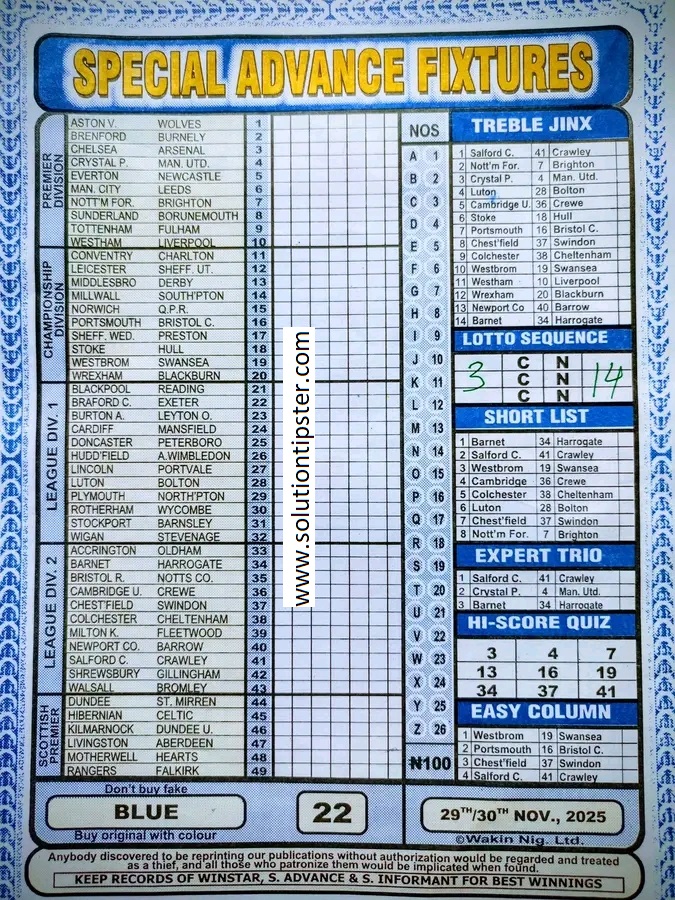 SPECIAL ADVANCE FIXTURES
PREMIER DIVISION
ASTON V. WOLVES 1
BRENFORD BURNELY 2
CHELSEA ARSENAL 3
CRYSTAL P. MAN. UTD. 4
EVERTON NEWCASTLE 5
MAN. CITY LEEDS 6
NOTT'M FOR. BRIGHTON 7
SUNDERLAND BORUNEMOUTH 8
TOTTENHAM FULHAM 9
WESTHAM LIVERPOOL 10
CHAMPIONSHIP DIVISION
COVENTRY CHARLTON 11
LEICESTER SHEFF. UT. 12
MIDDLESBRO DERBY 13
MILLWALL SOUTH'PTON 14
NORWICH Q.P.R. 15
PORTSMOUTH BRISTOL C. 16
SHEFF. WED. PRESTON 17
STOKE HULL 18
WESTBROM SWANSEA 19
WREXHAM BLACKBURN 20
LEAGUE DIV. 1
BLACKPOOL READING 21
BRAFORD C. EXETER 22
BURTON A. LEYTON O. 23
CARDIFF MANSFIELD 24
DONCASTER PETERBORO 25
HUDD'FIELD A.WIMBLEDON 26
LINCOLN PORTVALE 27
LUTON BOLTON 28
PLYMOUTH NORTH'PTON 29
ROTHERHAM WYCOMBE 30
STOCKPORT BARNSLEY 31
WIGAN STEVENAGE 32
LEAGUE DIV. 2
ACCRINGTON OLDHAM 33
BARNET HARROGATE 34
BRISTOL R. NOTTS CO. 35
CAMBRIDGE U. CREWE 36
CHEST'FIELD SWINDON 37
COLCHESTER CHELTENHAM 38
MILTON K. FLEETWOOD 39
NEWPORT CO. BARROW 40
SALFORD C. CRAWLEY 41
SHREWSBURY GILLINGHAM 42
WALSALL BROMLEY 43
SCOTTISH PREMIER
DUNDEE ST. MIRREN 44
HIBERNIAN CELTIC 45
KILMARNOCK DUNDEE U. 46
LIVINGSTON ABERDEEN 47
MOTHERWELL HEARTS 48
RANGERS FALKIRK 49
www.solutiontipster.com
NOS
A 1
B 2
C 3
D 4
E 5
F 6
G 7
H 8
I 9
J 10
K 11
L 12
M 13
N 14
O 15
P 16
Q 17
R 18
S 19
T 20
U 21
V 22
W 23
X 24
Y 25
Z 26
₦100
TREBLE JINX
1 Salford C. 41 Crawley
2 Nott'm For. 7 Brighton
3 Crystal P. 4 Man. Utd.
4 Luton 28 Bolton
5 Cambridge U. 36 Crewe
6 Stoke 18 Hull
7 Portsmouth 16 Bristol C.
8 Chest'field 37 Swindon
9 Colchester 38 Cheltenham
10 Westbrom 19 Swansea
11 Westham 10 Liverpool
12 Wrexham 20 Blackburn
13 Newport Co 40 Barrow
14 Barnet 34 Harrogate
LOTTO SEQUENCE
C N
3 C N 14
C N
SHORT LIST
1 Barnet 34 Harrogate
2 Salford C. 41 Crawley
3 Westbrom 19 Swansea
4 Cambridge 36 Crewe
5 Colchester 38 Cheltenham
6 Luton 28 Bolton
7 Chest'field 37 Swindon
8 Nott'm For. 7 Brighton
EXPERT TRIO
1 Salford C. 41 Crawley
2 Crystal P. 4 Man. Utd.
3 Barnet 34 Harrogate
HI-SCORE QUIZ
3 4 7
13 16 19
34 37 41
EASY COLUMN
1 Westbrom 19 Swansea
2 Portsmouth 16 Bristol C.
3 Chest'field 37 Swindon
4 Salford C. 41 Crawley
Don't buy fake
BLUE
Buy original with colour
22
29TH/30TH NOV., 2025
©Wakin Nig. Ltd.
Anybody discovered to be reprinting our publications without authorization would be regarded and treated
as a thief, and all those who patronize them would be implicated when found.
KEEP RECORDS OF WINSTAR, S. ADVANCE & S. INFORMANT FOR BEST WINNINGS